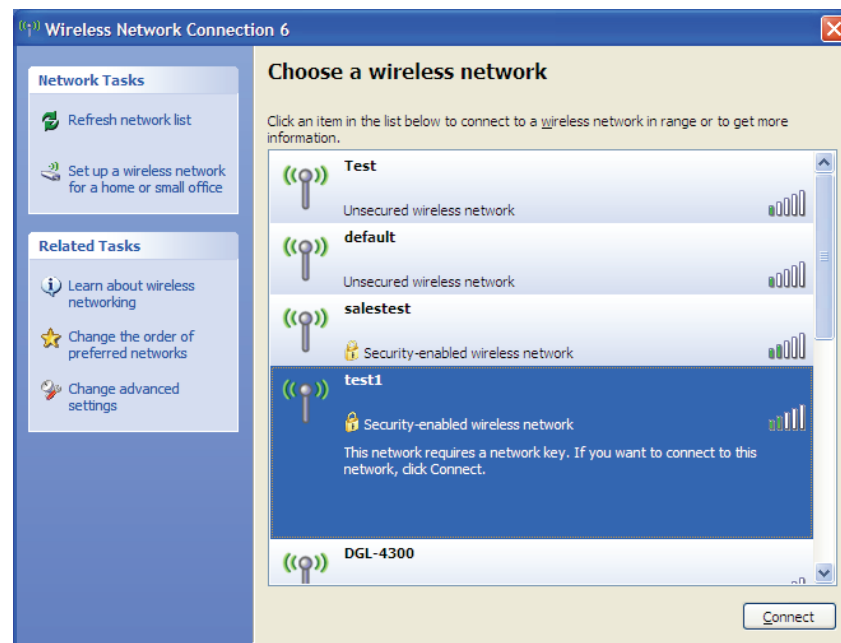 Wireless Network Connection 6
Network Tasks
Refresh network list
Set up a wireless network
for a home or small office
Related Tasks
Learn about wireless
networking
Change the order of
preferred networks
Change advanced
settings
Choose a wireless network
Click an item in the list below to connect to a wireless network in range or to get more
information.
Test
Unsecured wireless network
default
Unsecured wireless network
salestest
Security-enabled wireless network
test1
Security-enabled wireless network
This network requires a network key. If you want to connect to this
network, click Connect.
DGL-4300
Connect